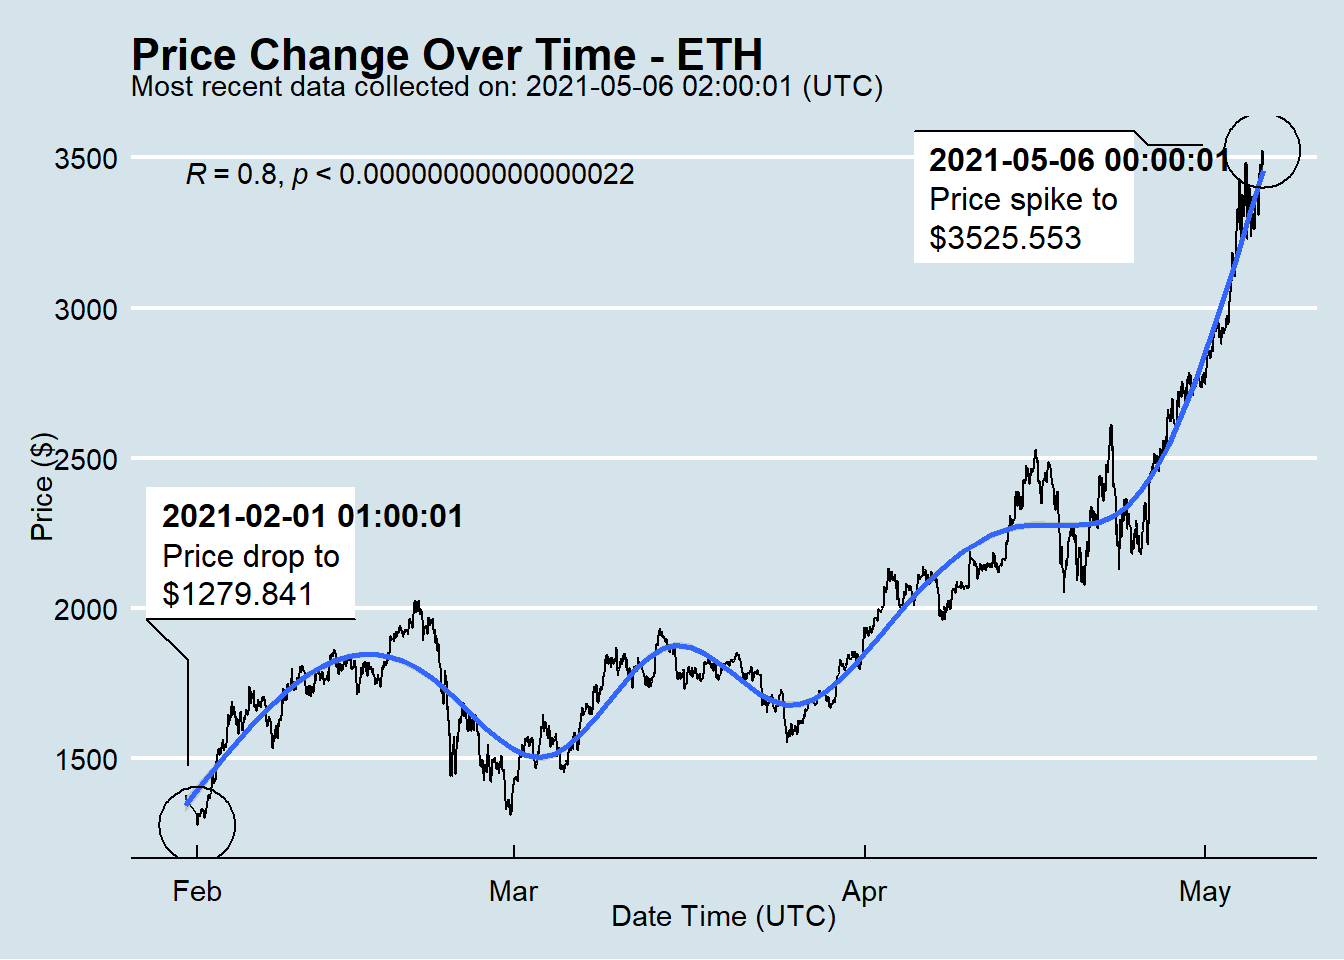 Price Change Over Time - ETH
Most recent data collected on: 2021-05-06 02:00:01 (UTC)
3500
R = 0.8, p < 0.00000000000000022
2021-05-06 00:00:01
Price spike to
$3525.553
3000
Price ($)
2500
2021-02-01 01:00:01
Price drop to
$1279.841
2000
1500
Feb Mar Apr May
Date Time (UTC)